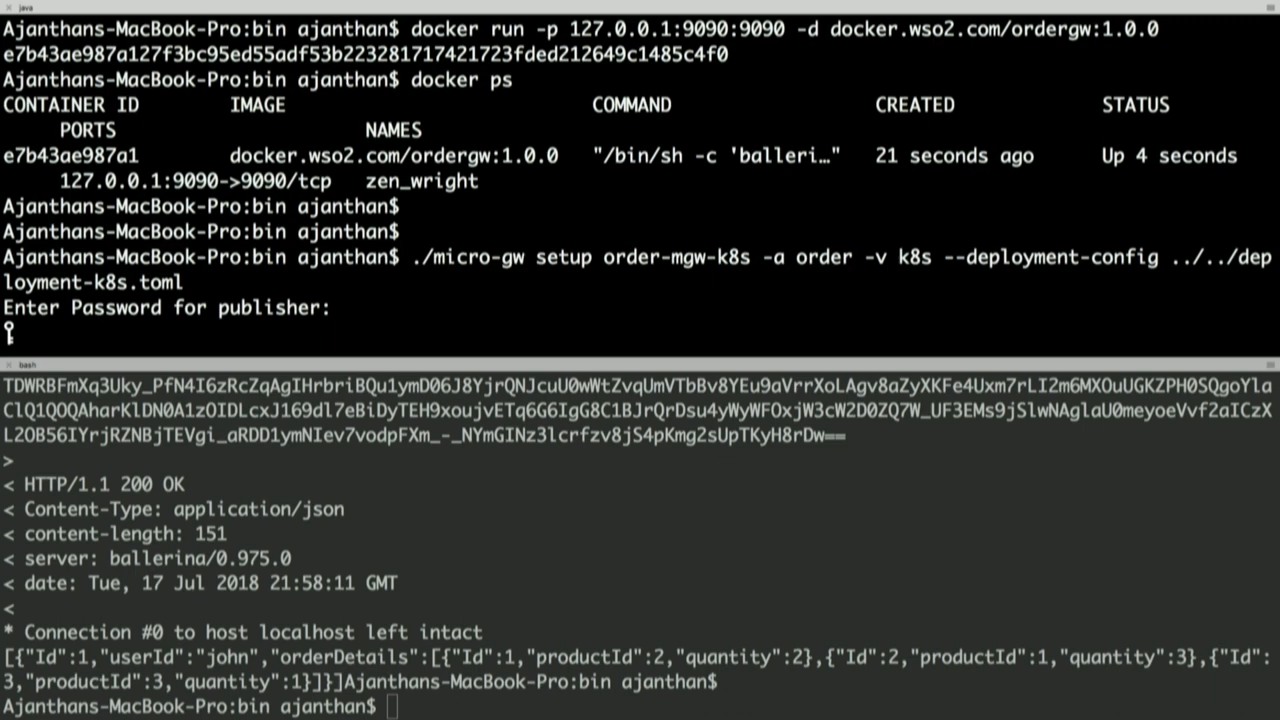 java
Ajanthans-MacBook-Pro:bin ajanthan$ docker run -p 127.0.0.1:9090:9090 -d docker.wso2.com/ordergw:1.0.0
e7b43ae987a127f3bc95ed55adf53b223281717421723fded212649c1485c4f0
Ajanthans-MacBook-Pro:bin ajanthan$ docker ps
CONTAINER ID IMAGE COMMAND CREATED STATUS
PORTS NAMES
e7b43ae987a1 docker.wso2.com/ordergw:1.0.0 "/bin/sh -c 'balleri…" 21 seconds ago Up 4 seconds
127.0.0.1:9090->9090/tcp zen_wright
Ajanthans-MacBook-Pro:bin ajanthan$
Ajanthans-MacBook-Pro:bin ajanthan$
Ajanthans-MacBook-Pro:bin ajanthan$ ./micro-gw setup order-mgw-k8s -a order -v k8s --deployment-config ../../dep
loyment-k8s.toml
Enter Password for publisher:
bash
TDWRBFmXq3Uky_PfN4I6zRcZqAgIHrbriBQu1ymD06J8YjrQNJcuU0wWtZvqUmVTbBv8YEu9aVrrXoLAgv8aZyXKFe4Uxm7rLI2m6MXOuUGKZPH0SQgoYla
ClQ1QOQAharKlDN0A1zOIDLcxJ169dl7eBiDyTEH9xoujvETq6G6IgG8C1BJrQrDsu4yWyWFOxjW3cW2D0ZQ7W_UF3EMs9jSlwNAglaU0meyoeVvf2aICzX
L2OB56IYrjRZNBjTEVgi_aRDD1ymNIev7vodpFXm_-_NYmGINz3lcrfzv8jS4pKmg2sUpTKyH8rDw==
>
< HTTP/1.1 200 OK
< Content-Type: application/json
< content-length: 151
< server: ballerina/0.975.0
< date: Tue, 17 Jul 2018 21:58:11 GMT
<
* Connection #0 to host localhost left intact
[{"Id":1,"userId":"john","orderDetails":[{"Id":1,"productId":2,"quantity":2},{"Id":2,"productId":1,"quantity":3},{"Id":
3,"productId":3,"quantity":1}]}]Ajanthans-MacBook-Pro:bin ajanthan$
Ajanthans-MacBook-Pro:bin ajanthan$